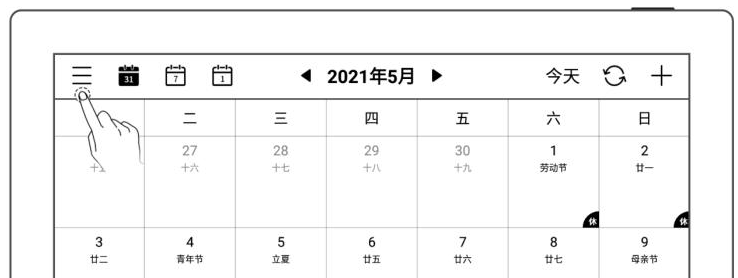 31 7 1 2021年5月 今天
二 三 四 五 六 日
27 28 29 30 1 2
十六 十七 十八 十九 劳动节 廿一
休 休
3 4 5 6 7 8 9
廿二 青年节 立夏 廿五 廿六 廿七 母亲节